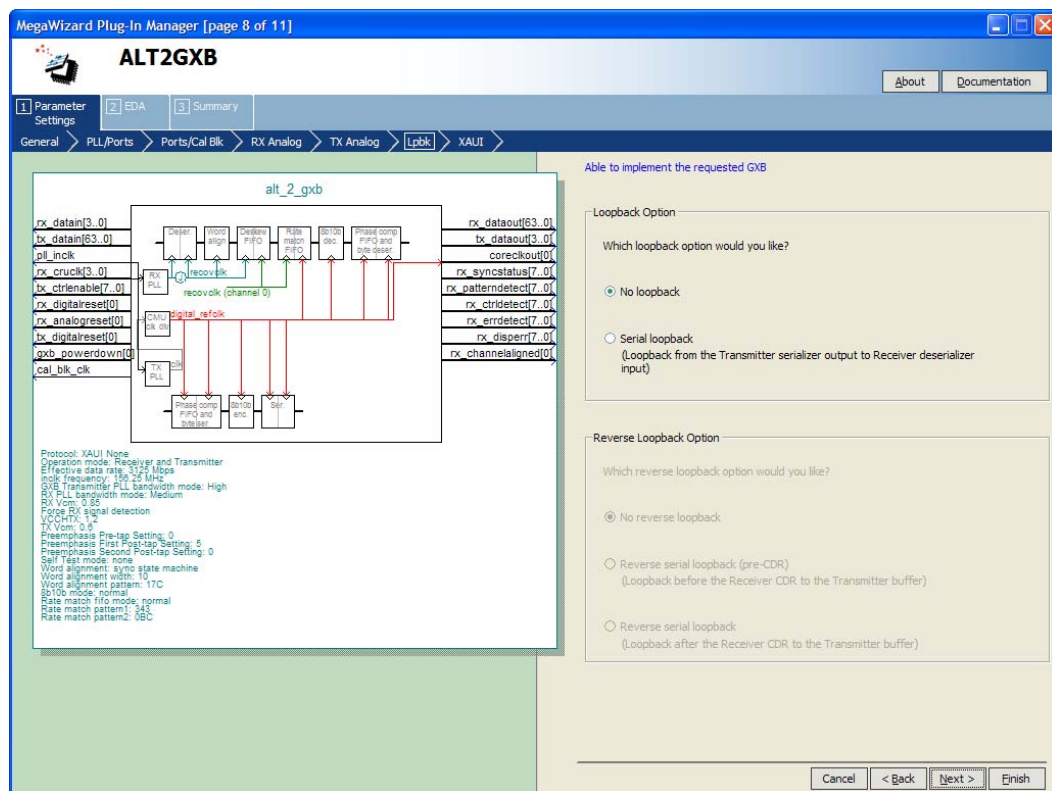 MegaWizard Plug-In Manager [page 8 of 11]
ALT2GXB
About
Documentation
1 Parameter Settings
2 EDA
3 Summary
General
PLL/Ports
Ports/Cal Blk
RX Analog
TX Analog
Lpbk
XAUI
alt_2_gxb
rx_datain[3..0]
tx_datain[63..0]
pll_inclk
rx_cruclk[3..0]
tx_ctrlenable[7..0]
rx_digitalreset[0]
rx_analogreset[0]
tx_digitalreset[0]
gxb_powerdown[0]
cal_blk_clk
Deser.
Word align
Deskew FIFO
Rate match FIFO
8b10b dec.
Phase comp FIFO and byte deser.
RX PLL
recovclk
recovclk (channel 0)
CMU clk div
digital_refclk
TX PLL
clk
Phase comp FIFO and byte ser.
8b10b enc.
Ser.
rx_dataout[63..0]
tx_dataout[3..0]
coreclkout[0]
rx_syncstatus[7..0]
rx_patterndetect[7..0]
rx_ctrldetect[7..0]
rx_errdetect[7..0]
rx_disperr[7..0]
rx_channelaligned[0]
Protocol: XAUI None
Operation mode: Receiver and Transmitter
Effective data rate: 3125 Mbps
inclk frequency: 156.25 MHz
GXB Transmitter PLL bandwidth mode: High
RX PLL bandwidth mode: Medium
RX Vcm: 0.85
Force RX signal detection
VCCHTX: 1.2
TX Vcm: 0.6
Preemphasis Pre-tap Setting: 0
Preemphasis First Post-tap Setting: 5
Preemphasis Second Post-tap Setting: 0
Self Test mode: none
Word alignment: sync state machine
Word alignment width: 10
Word alignment pattern: 17C
8b10b mode: normal
Rate match fifo mode: normal
Rate match pattern1: 343
Rate match pattern2: 0BC
Able to implement the requested GXB
Loopback Option
Which loopback option would you like?
No loopback
Serial loopback
(Loopback from the Transmitter serializer output to Receiver deserializer
input)
Reverse Loopback Option
Which reverse loopback option would you like?
No reverse loopback
Reverse serial loopback (pre-CDR)
(Loopback before the Receiver CDR to the Transmitter buffer)
Reverse serial loopback
(Loopback after the Receiver CDR to the Transmitter buffer)
Cancel
< Back
Next >
Finish